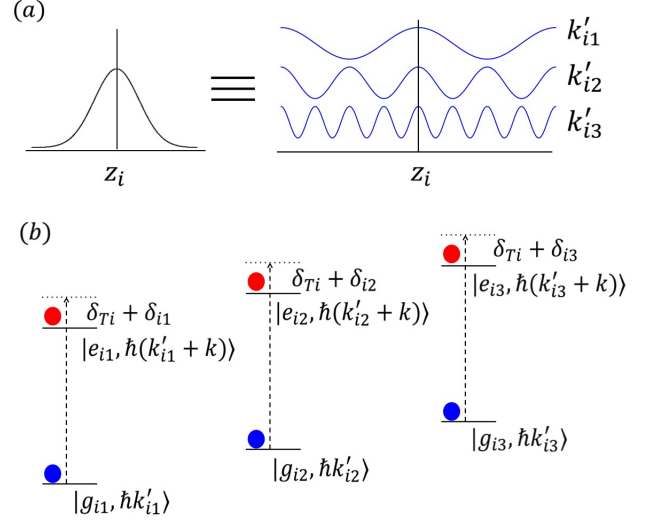 (a)
k′i1
k′i2
k′i3
zi
≡
zi
(b)
δTi + δi3
|ei3, ħ(k′i3 + k)⟩
δTi + δi2
|ei2, ħ(k′i2 + k)⟩
δTi + δi1
|ei1, ħ(k′i1 + k)⟩
|gi3, ħk′i3⟩
|gi2, ħk′i2⟩
|gi1, ħk′i1⟩